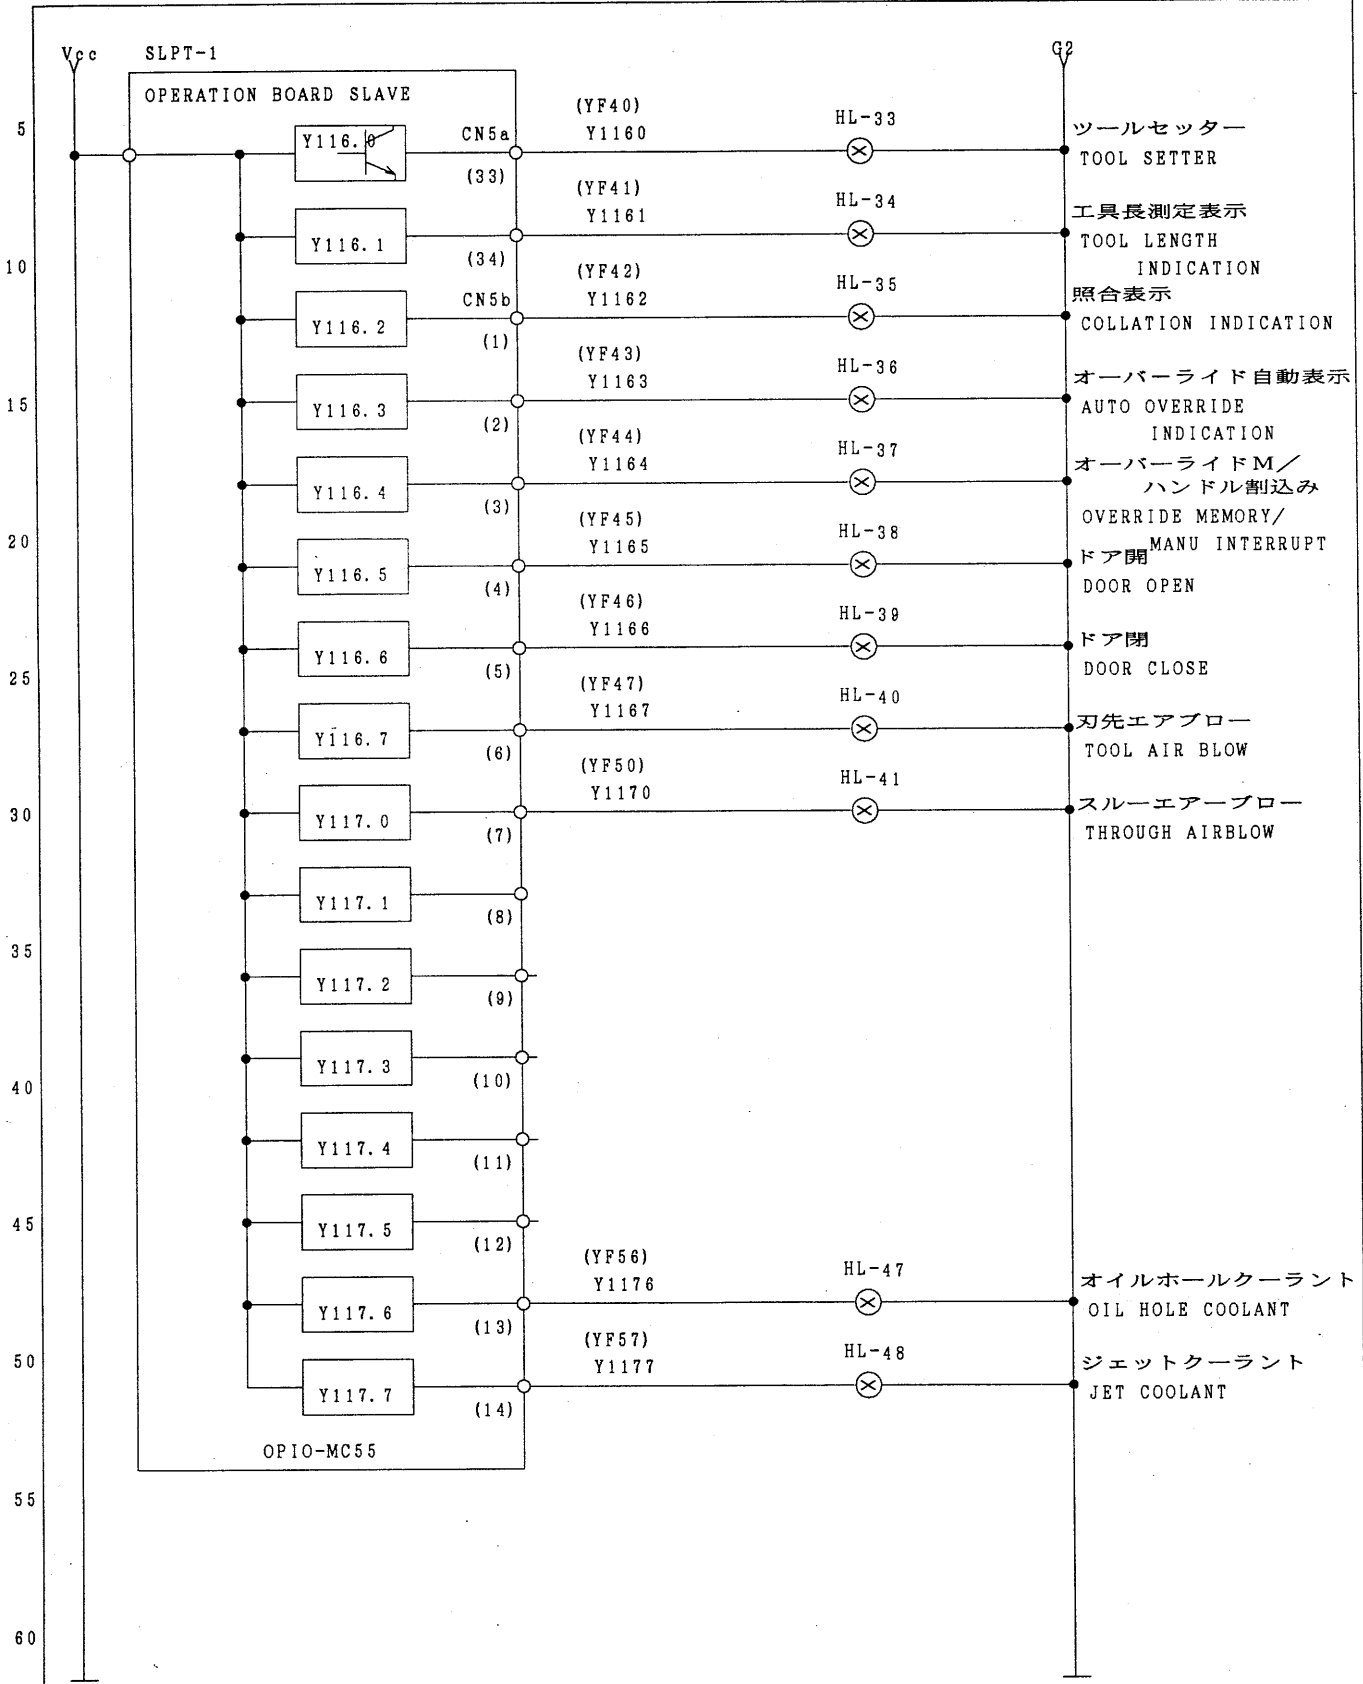 Vcc
SLPT-1
G2
OPERATION BOARD SLAVE
5
Y116.0
CN5a
(33)
(YF40)
Y1160
HL-33
ツールセッター
TOOL SETTER
Y116.1
(34)
(YF41)
Y1161
HL-34
工具長測定表示
TOOL LENGTH
INDICATION
10
Y116.2
CN5b
(1)
(YF42)
Y1162
HL-35
照合表示
COLLATION INDICATION
15
Y116.3
(2)
(YF43)
Y1163
HL-36
オーバーライド自動表示
AUTO OVERRIDE
INDICATION
Y116.4
(3)
(YF44)
Y1164
HL-37
オーバーライドM/
ハンドル割込み
OVERRIDE MEMORY/
MANU INTERRUPT
20
Y116.5
(4)
(YF45)
Y1165
HL-38
ドア開
DOOR OPEN
Y116.6
(5)
(YF46)
Y1166
HL-39
ドア閉
DOOR CLOSE
25
Y116.7
(6)
(YF47)
Y1167
HL-40
刃先エアブロー
TOOL AIR BLOW
30
Y117.0
(7)
(YF50)
Y1170
HL-41
スルーエアーブロー
THROUGH AIRBLOW
Y117.1
(8)
35
Y117.2
(9)
Y117.3
(10)
40
Y117.4
(11)
45
Y117.5
(12)
Y117.6
(13)
(YF56)
Y1176
HL-47
オイルホールクーラント
OIL HOLE COOLANT
50
Y117.7
(14)
(YF57)
Y1177
HL-48
ジェットクーラント
JET COOLANT
OPIO-MC55
55
60